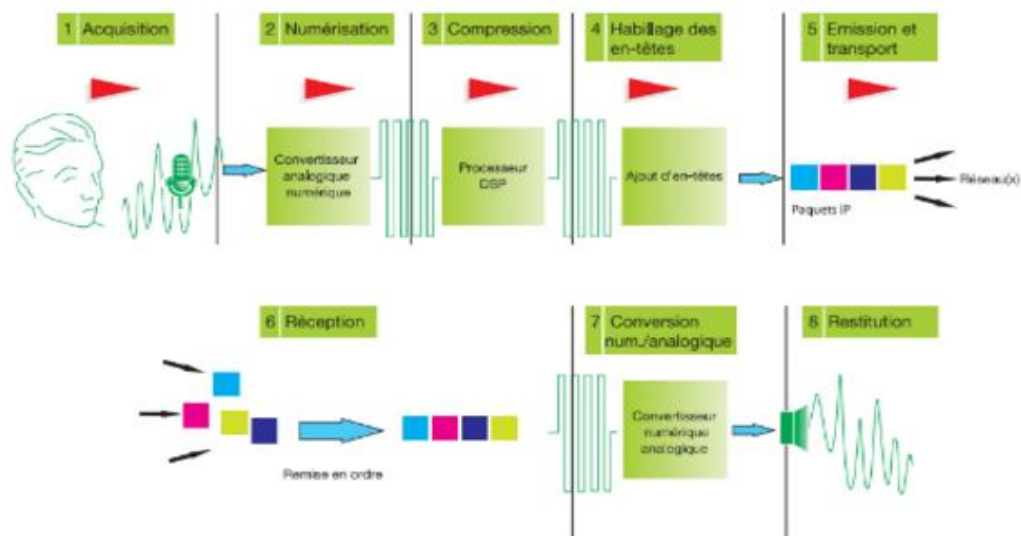 1 Acquisition
2 Numérisation
3 Compression
4 Habillage des
en-têtes
5 Emission et
transport
Convertisseur
analogique
numérique
Processeur
DSP
Ajout d'en-têtes
Réseau(x)
Paquets IP
6 Réception
7 Conversion
num./analogique
8 Restitution
Convertisseur
numérique
analogique
Remise en ordre